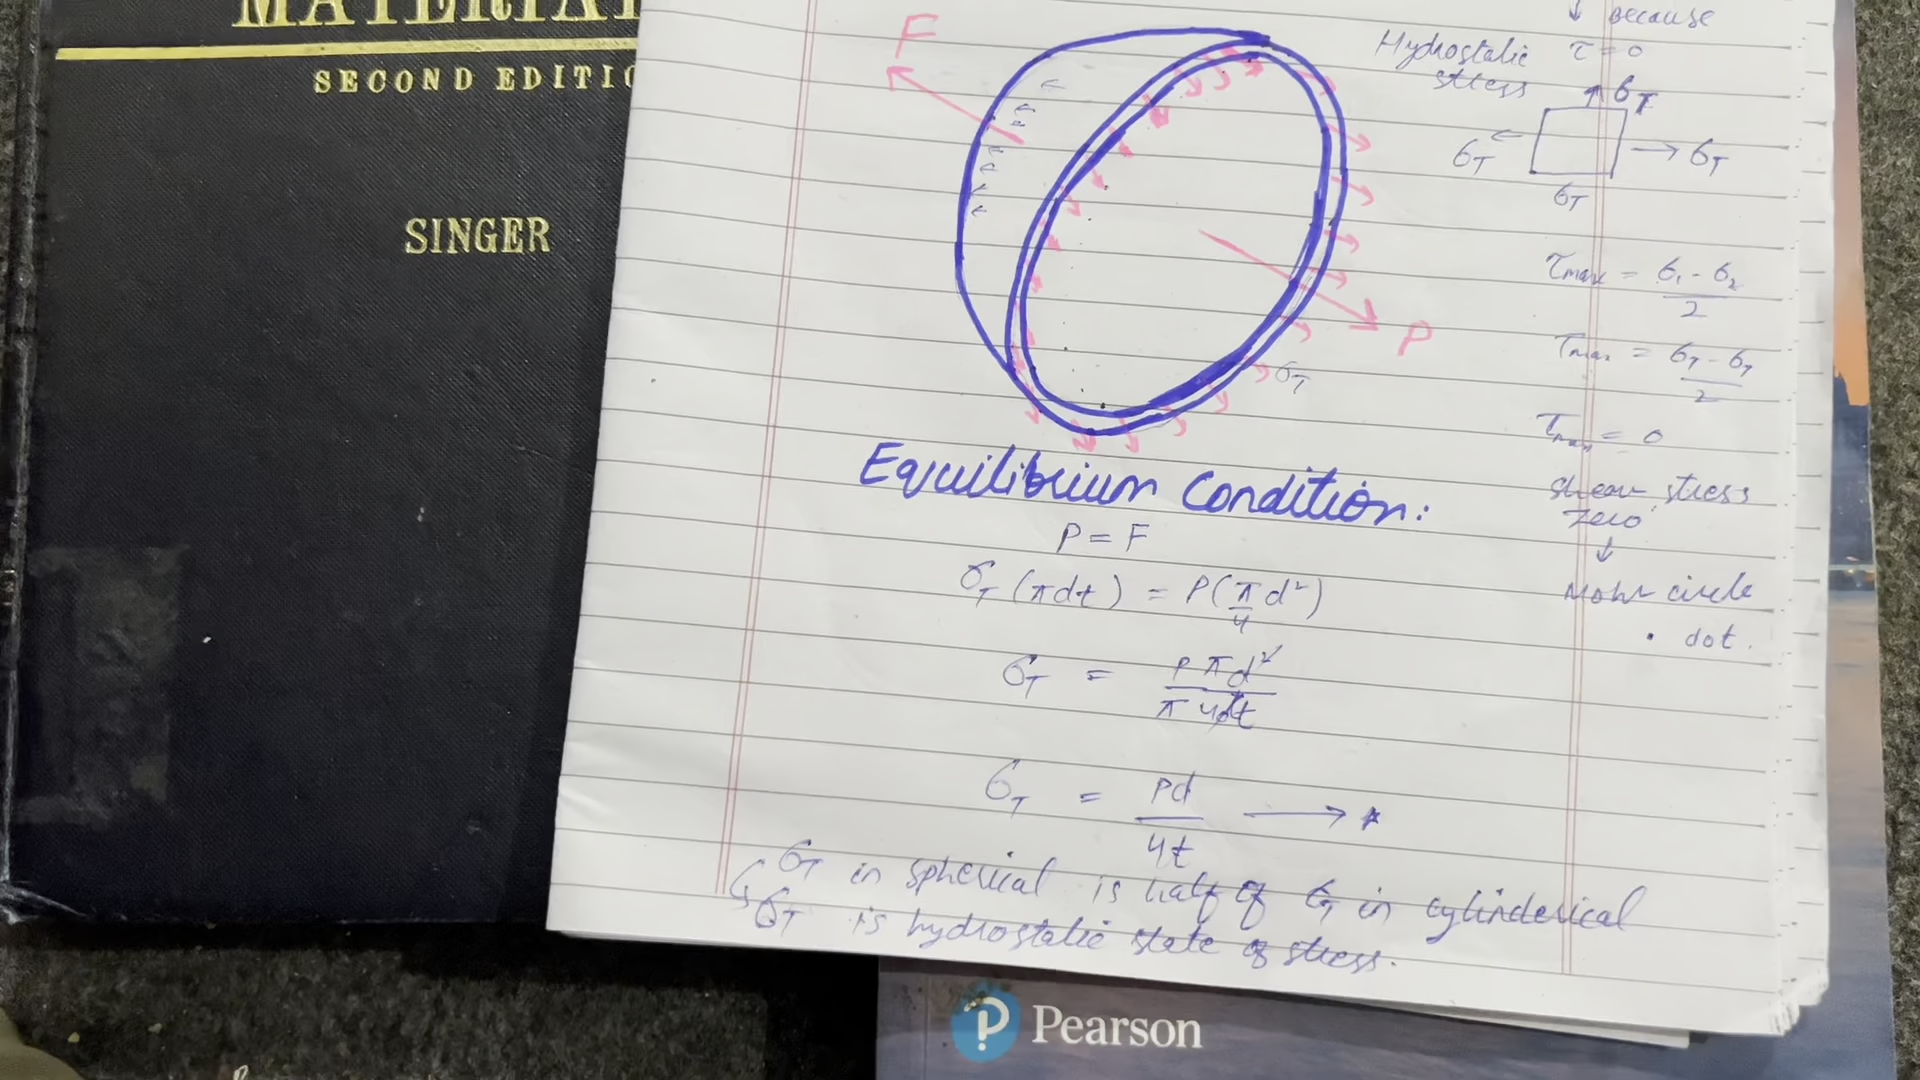 SECOND EDITIO
SINGER
F
P
σT
because
Hydrostatic
stress
τ = 0
σT
σT
σT
σT
τmax = σ1 - σ2
2
τmax = σT - σT
2
τmax = 0
shear stress
zero
Mohr circle
. dot.
Equilibrium Condition:
P = F
σT (πdt) = P(π/4 d²)
σT = Pπd²
π4dt
σT = Pd
4t
σT in spherical is half of σT in cylinderical
σT is hydrostatic state of stress.
P Pearson